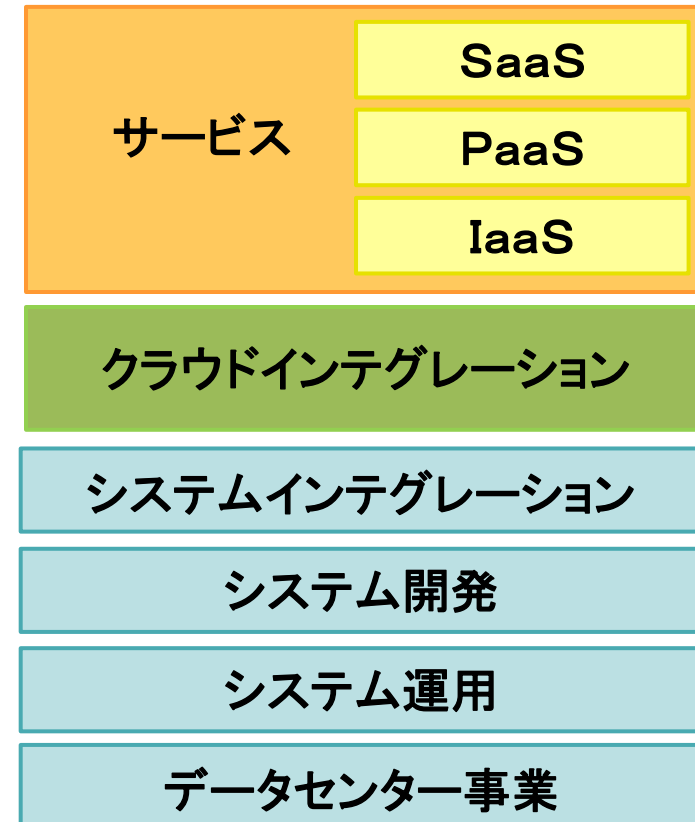 サービス
SaaS
PaaS
IaaS
クラウドインテグレーション
システムインテグレーション
システム開発
システム運用
データセンター事業